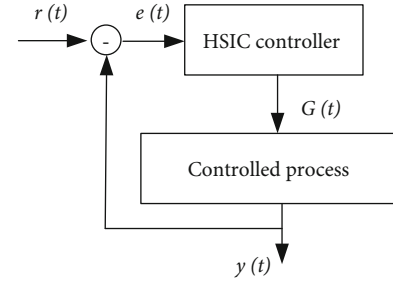 r (t)
e (t)
HSIC controller
-
G (t)
Controlled process
y (t)